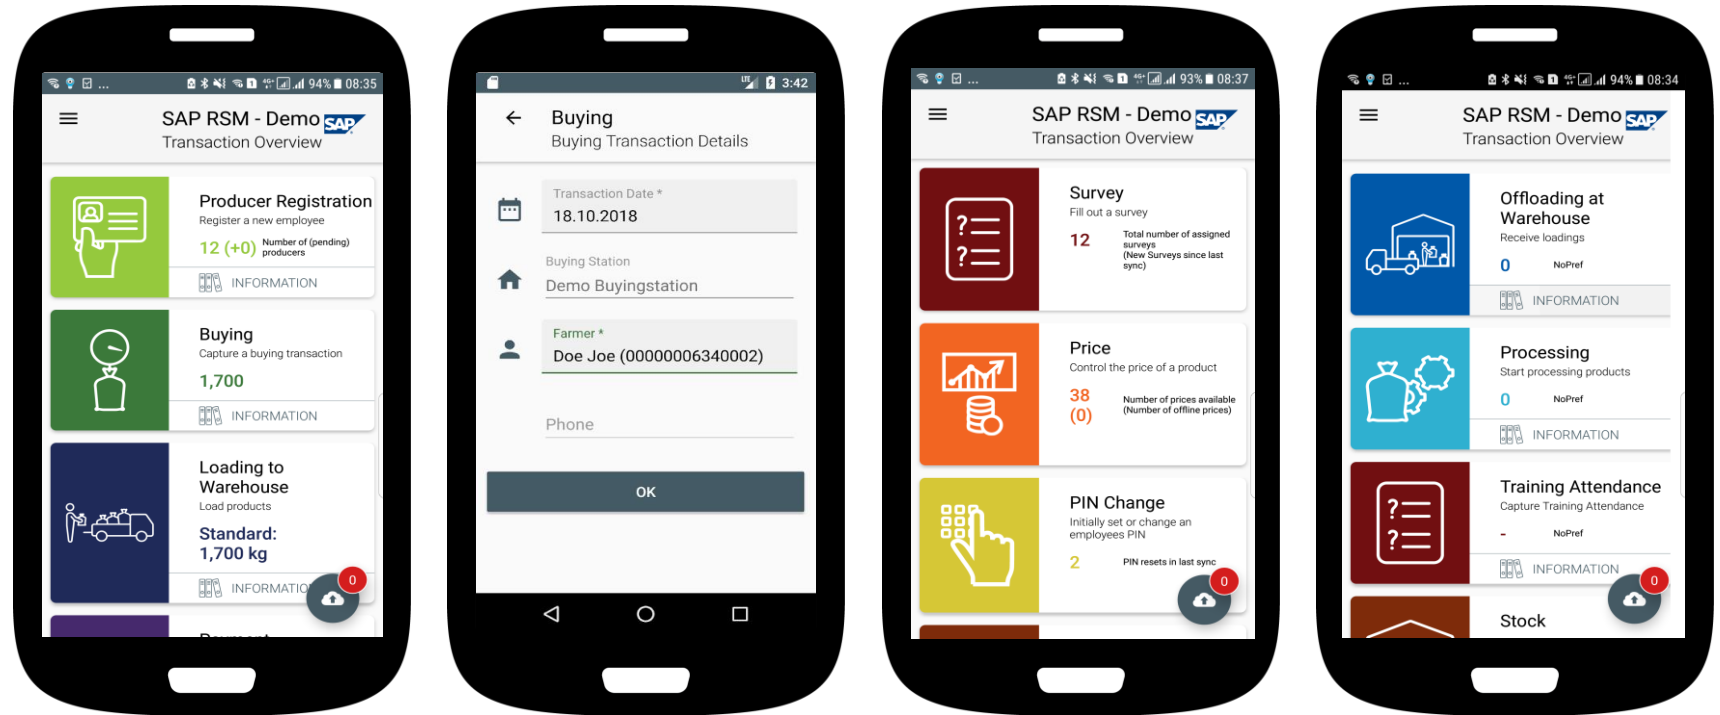 ... 94% 08:35
SAP RSM - Demo SAP
Transaction Overview
Producer Registration
Register a new employee
12 (+0) Number of (pending)
producers
INFORMATION
Buying
Capture a buying transaction
1,700
INFORMATION
Loading to
Warehouse
Load products
Standard:
1,700 kg
INFORMATIO
0
LTE 3:42
Buying
Buying Transaction Details
Transaction Date *
18.10.2018
Buying Station
Demo Buyingstation
Farmer *
Doe Joe (00000006340002)
Phone
OK
... 4G+ 93% 08:37
SAP RSM - Demo SAP
Transaction Overview
Survey
Fill out a survey
12 Total number of assigned
surveys
(New Surveys since last
sync)
Price
Control the price of a product
38 Number of prices available
(0) (Number of offline prices)
PIN Change
Initially set or change an
employees PIN
2 PIN resets in last sync
0
... 4G+ 94% 08:34
SAP RSM - Demo SAP
Transaction Overview
Offloading at
Warehouse
Receive loadings
0 NoPref
INFORMATION
Processing
Start processing products
0 NoPref
INFORMATION
Training Attendance
Capture Training Attendance
- NoPref
INFORMATION
0
Stock